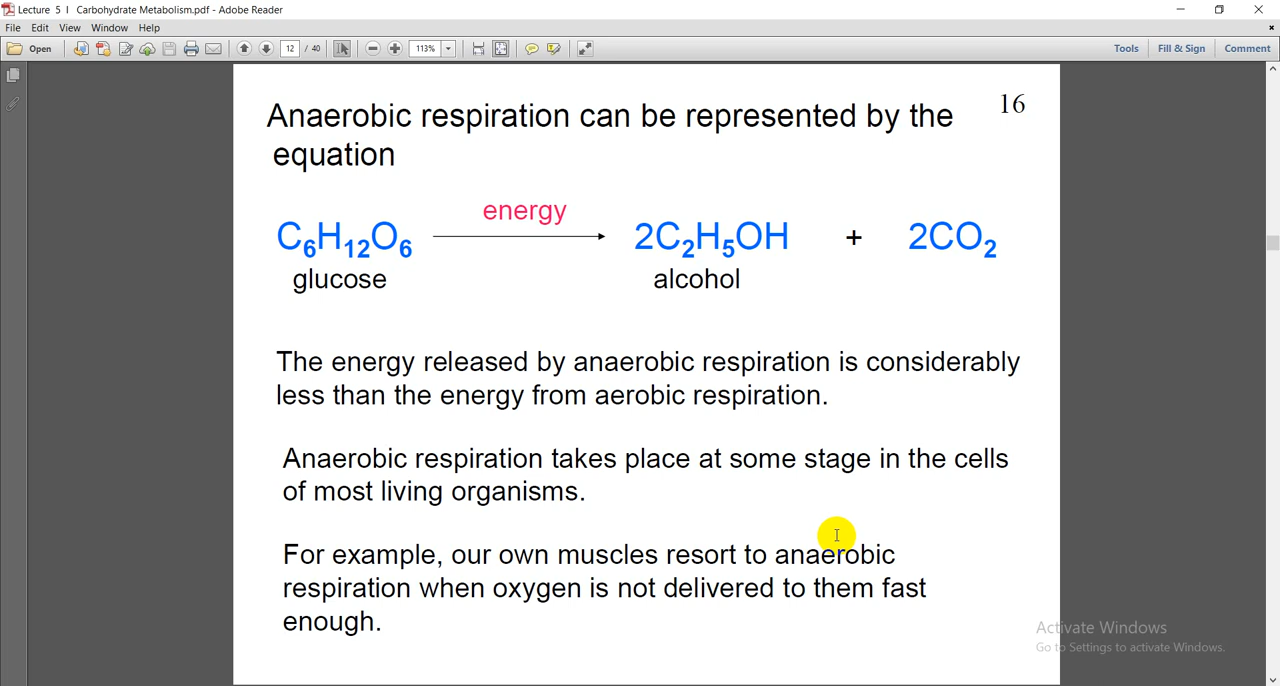 Lecture 5 I Carbohydrate Metabolism.pdf - Adobe Reader
File Edit View Window Help
Open 12 / 40 113% Tools Fill & Sign Comment
16
Anaerobic respiration can be represented by the
equation
energy
C₆H₁₂O₆ 2C₂H₅OH + 2CO₂
glucose alcohol
The energy released by anaerobic respiration is considerably
less than the energy from aerobic respiration.
Anaerobic respiration takes place at some stage in the cells
of most living organisms.
For example, our own muscles resort to anaerobic
respiration when oxygen is not delivered to them fast
enough.
Activate Windows
Go to Settings to activate Windows.